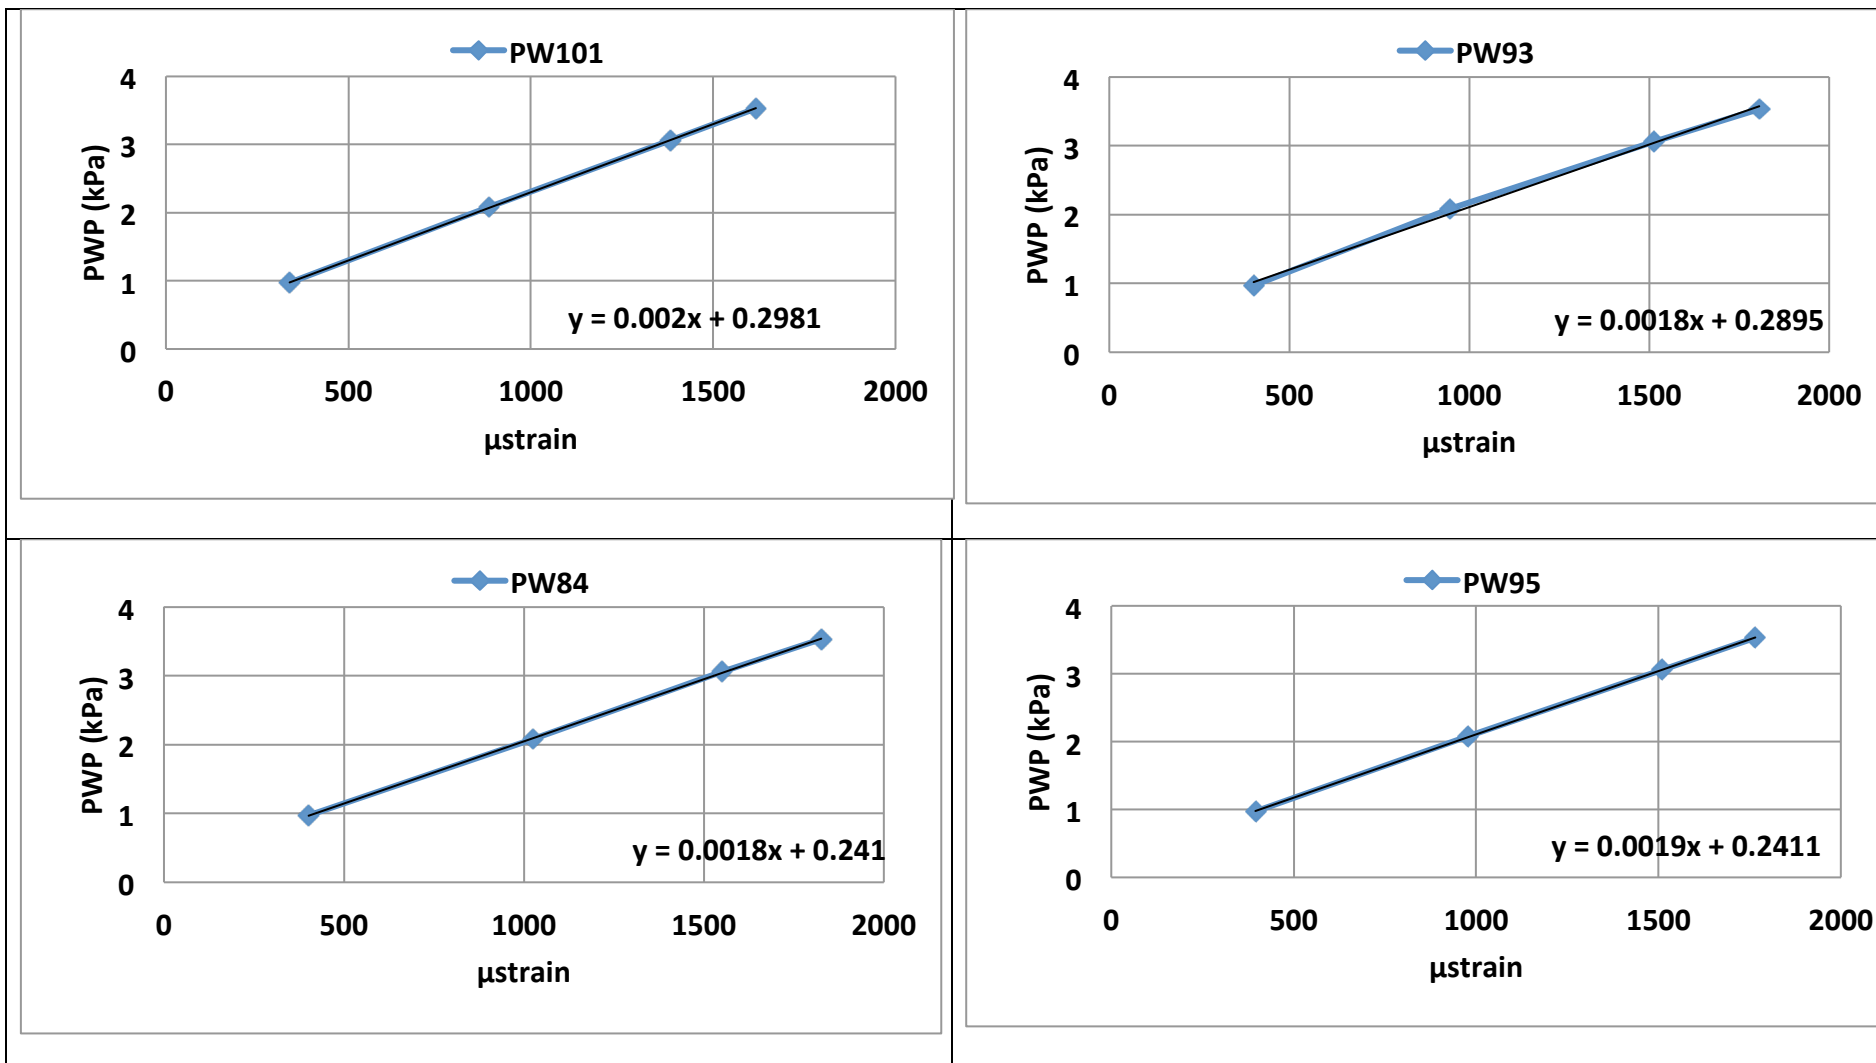 PW101
4
3
2
1
0
PWP (kPa)
y = 0.002x + 0.2981
0 500 1000 1500 2000
µstrain
PW93
4
3
2
1
0
PWP (kPa)
y = 0.0018x + 0.2895
0 500 1000 1500 2000
µstrain
PW84
4
3
2
1
0
PWP (kPa)
y = 0.0018x + 0.241
0 500 1000 1500 2000
µstrain
PW95
4
3
2
1
0
PWP (kPa)
y = 0.0019x + 0.2411
0 500 1000 1500 2000
µstrain